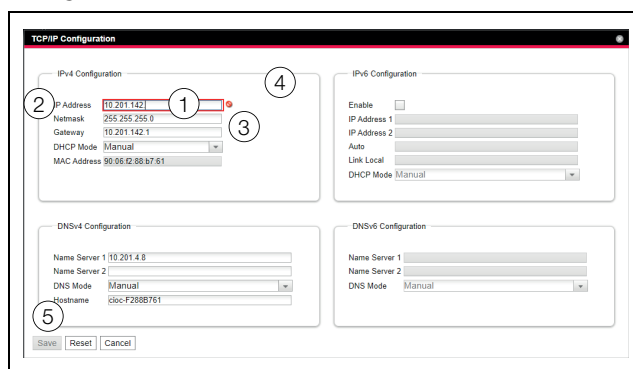 TCP/IP Configuration
IPv4 Configuration
4
2
IP Address 10.201.142. 1
Netmask 255.255.255.0
3
Gateway 10.201.142.1
DHCP Mode Manual
MAC Address 90:06:f2:88:b7:61
IPv6 Configuration
Enable
IP Address 1
IP Address 2
Auto
Link Local
DHCP Mode Manual
DNSv4 Configuration
Name Server 1 10.201.4.8
Name Server 2
DNS Mode Manual
Hostname cioc-F288B761
DNSv6 Configuration
Name Server 1
Name Server 2
DNS Mode Manual
5
Save Reset Cancel